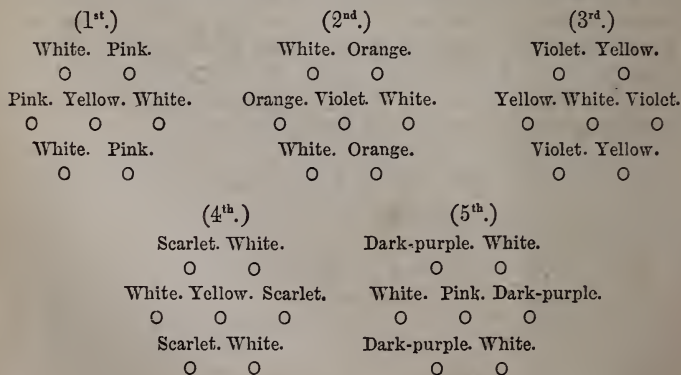 (1st.) (2nd.) (3rd.)
White. Pink. White. Orange. Violet. Yellow.
O O O O O O
Pink. Yellow. White. Orange. Violet. White. Yellow. White. Violet.
O O O O O O O O O
White. Pink. White. Orange. Violet. Yellow.
O O O O O O
(4th.) (5th.)
Scarlet. White. Dark-purple. White.
O O O O
White. Yellow. Scarlet. White. Pink. Dark-purple.
O O O O O O
Scarlet. White. Dark-purple. White.
O O O O